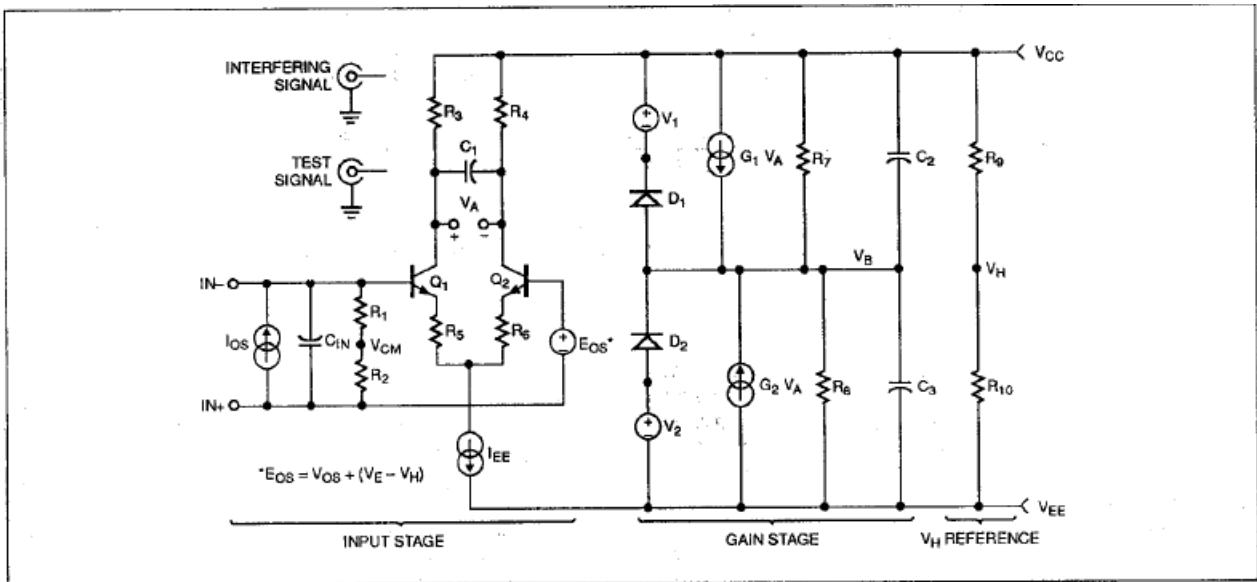 INTERFERING
SIGNAL
TEST
SIGNAL
R3
R4
C1
VA
+
−
Q1
Q2
IN−
IN+
IOS
CIN
R1
VCM
R2
R5
R6
+
−
EOS*
IEE
*EOS = VOS + (VE − VH)
INPUT STAGE
+
−
V1
D1
D2
+
−
V2
G1 VA
R7
C2
VB
G2 VA
R8
C3
GAIN STAGE
VCC
R9
VH
R10
VEE
VH REFERENCE